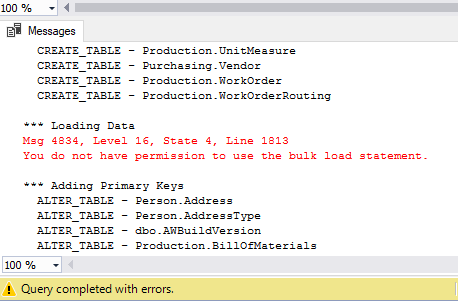 100 %
Messages
CREATE_TABLE - Production.UnitMeasure
CREATE_TABLE - Purchasing.Vendor
CREATE_TABLE - Production.WorkOrder
CREATE_TABLE - Production.WorkOrderRouting
*** Loading Data
Msg 4834, Level 16, State 4, Line 1813
You do not have permission to use the bulk load statement.
*** Adding Primary Keys
ALTER_TABLE - Person.Address
ALTER_TABLE - Person.AddressType
ALTER_TABLE - dbo.AWBuildVersion
ALTER_TABLE - Production.BillOfMaterials
100 %
Query completed with errors.